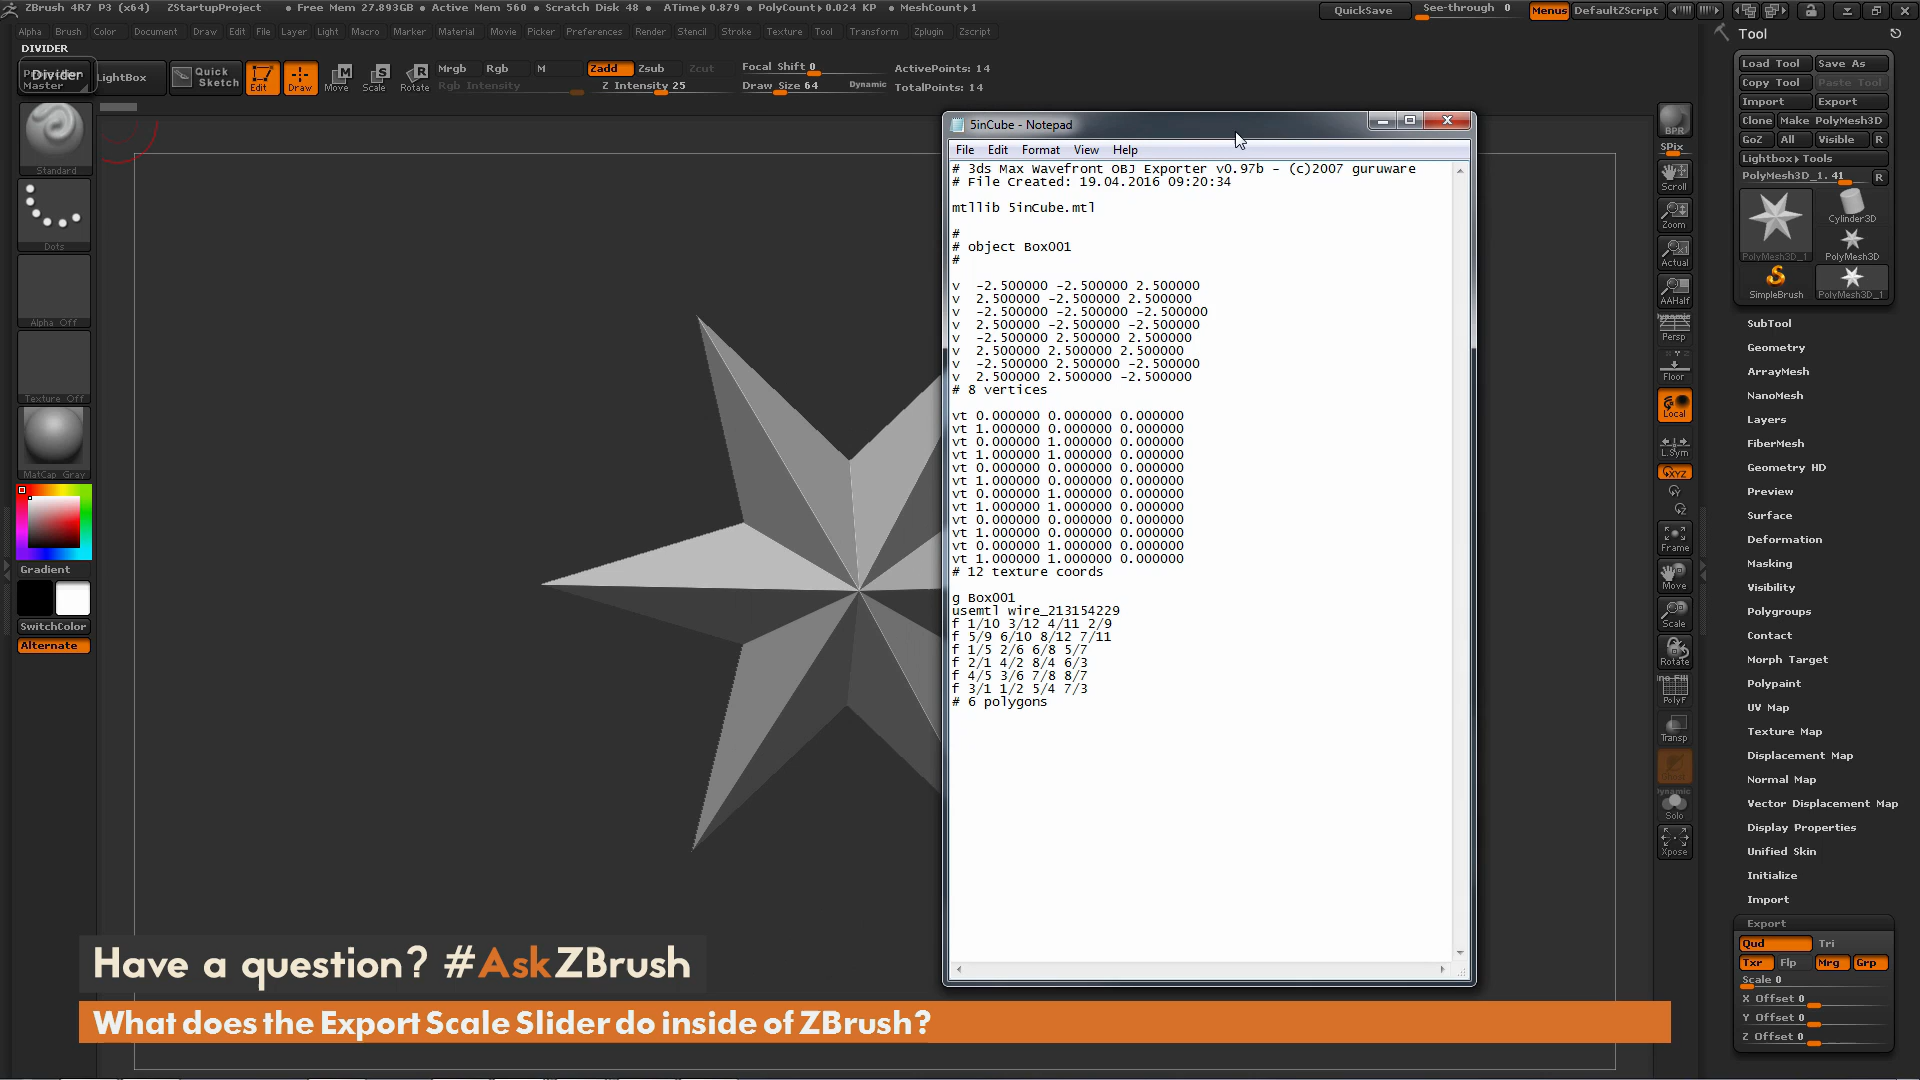 ZBrush 4R7 P3 (x64) ZStartupProject • Free Mem 27.893GB • Active Mem 560 • Scratch Disk 48 • ATime▸0.879 • PolyCount▸0.024 KP • MeshCount▸1
QuickSave See-through 0 Menus DefaultZScript
Alpha Brush Color Document Draw Edit File Layer Light Macro Marker Material Movie Picker Preferences Render Stencil Stroke Texture Tool Transform Zplugin Zscript
DIVIDER
Divider
Master
LightBox
Quick
Sketch
Edit
Draw
Move
Scale
Rotate
Mrgb Rgb M
Rgb Intensity
Zadd Zsub Zcut
Z Intensity 25
Focal Shift 0
Draw Size 64
Dynamic
ActivePoints: 14
TotalPoints: 14
Standard
Dots
Alpha Off
Texture Off
MatCap Gray
Gradient
SwitchColor
Alternate
5inCube - Notepad
File Edit Format View Help
# 3ds Max Wavefront OBJ Exporter v0.97b - (c)2007 guruware
# File Created: 19.04.2016 09:20:34
mtllib 5inCube.mtl
#
# object Box001
#
v  -2.500000 -2.500000 2.500000
v  2.500000 -2.500000 2.500000
v  -2.500000 -2.500000 -2.500000
v  2.500000 -2.500000 -2.500000
v  -2.500000 2.500000 2.500000
v  2.500000 2.500000 2.500000
v  -2.500000 2.500000 -2.500000
v  2.500000 2.500000 -2.500000
# 8 vertices
vt 0.000000 0.000000 0.000000
vt 1.000000 0.000000 0.000000
vt 0.000000 1.000000 0.000000
vt 1.000000 1.000000 0.000000
vt 0.000000 0.000000 0.000000
vt 1.000000 0.000000 0.000000
vt 0.000000 1.000000 0.000000
vt 1.000000 1.000000 0.000000
vt 0.000000 0.000000 0.000000
vt 1.000000 0.000000 0.000000
vt 0.000000 1.000000 0.000000
vt 1.000000 1.000000 0.000000
# 12 texture coords
g Box001
usemtl wire_213154229
f 1/10 3/12 4/11 2/9
f 5/9 6/10 8/12 7/11
f 1/5 2/6 6/8 5/7
f 2/1 4/2 8/4 6/3
f 4/5 3/6 7/8 8/7
f 3/1 1/2 5/4 7/3
# 6 polygons
BPR
SPix
Scroll
Zoom
Actual
AAHalf
Dynamic
Persp
Floor
Local
L.Sym
XYZ
Frame
Move
Scale
Rotate
PolyF
Transp
Solo
Xpose
Tool
Load Tool Save As
Copy Tool Paste Tool
Import Export
Clone Make PolyMesh3D
GoZ All Visible R
Lightbox▸Tools
PolyMesh3D_1. 41 R
Cylinder3D
PolyMesh3D_1 PolyMesh3D
SimpleBrush PolyMesh3D_1
SubTool
Geometry
ArrayMesh
NanoMesh
Layers
FiberMesh
Geometry HD
Preview
Surface
Deformation
Masking
Visibility
Polygroups
Contact
Morph Target
Polypaint
UV Map
Texture Map
Displacement Map
Normal Map
Vector Displacement Map
Display Properties
Unified Skin
Initialize
Import
Export
Qud Tri
Txr Flp Mrg Grp
Scale 0
X Offset 0
Y Offset 0
Z Offset 0
Have a question? #AskZBrush
What does the Export Scale Slider do inside of ZBrush?